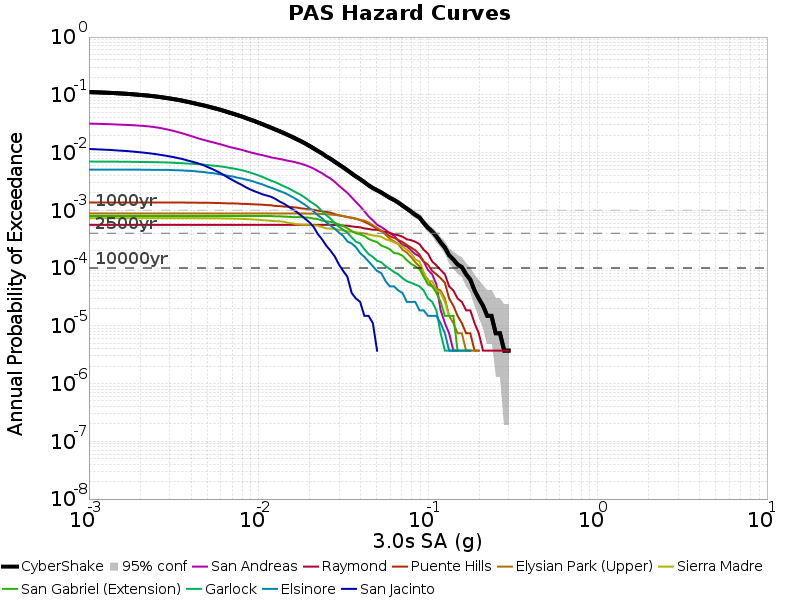 PAS Hazard Curves
Annual Probability of Exceedance
10^0
10^-1
10^-2
10^-3
10^-4
10^-5
10^-6
10^-7
10^-8
1000yr
2500yr
10000yr
10^-3 10^-2 10^-1 10^0 10^1
3.0s SA (g)
CyberShake 95% conf San Andreas Raymond Puente Hills Elysian Park (Upper) Sierra Madre
San Gabriel (Extension) Garlock Elsinore San Jacinto